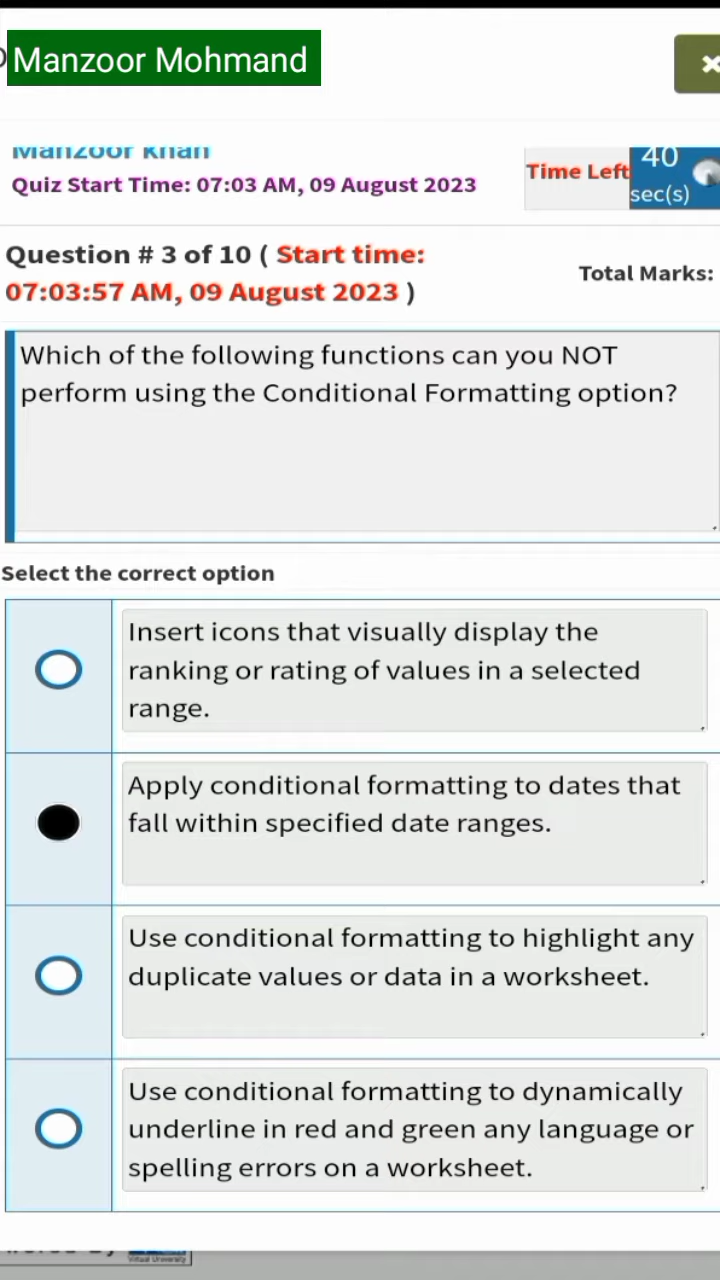 Manzoor Mohmand
Manzoor Khan
Quiz Start Time: 07:03 AM, 09 August 2023
Time Left
40
sec(s)
Question # 3 of 10 ( Start time:
07:03:57 AM, 09 August 2023 )
Total Marks:
Which of the following functions can you NOT
perform using the Conditional Formatting option?
Select the correct option
Insert icons that visually display the
ranking or rating of values in a selected
range.
Apply conditional formatting to dates that
fall within specified date ranges.
Use conditional formatting to highlight any
duplicate values or data in a worksheet.
Use conditional formatting to dynamically
underline in red and green any language or
spelling errors on a worksheet.
Virtual University